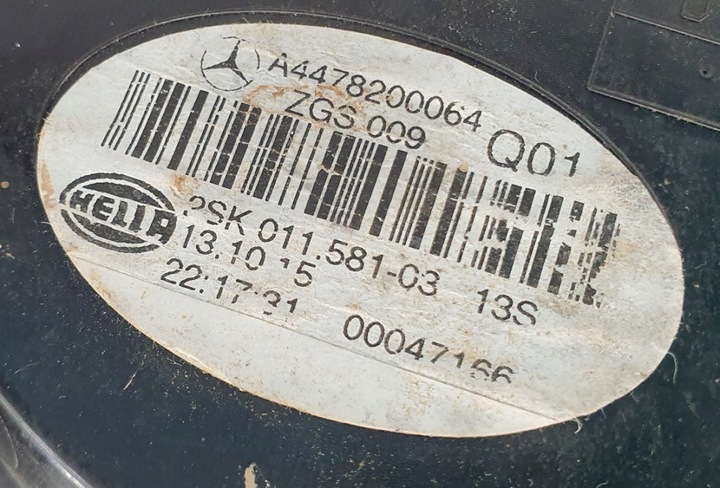 A4478200064
ZGS 009 Q01
HELLA
2SK 011.581-03 13S
13.10.15
22:17:31 00047166